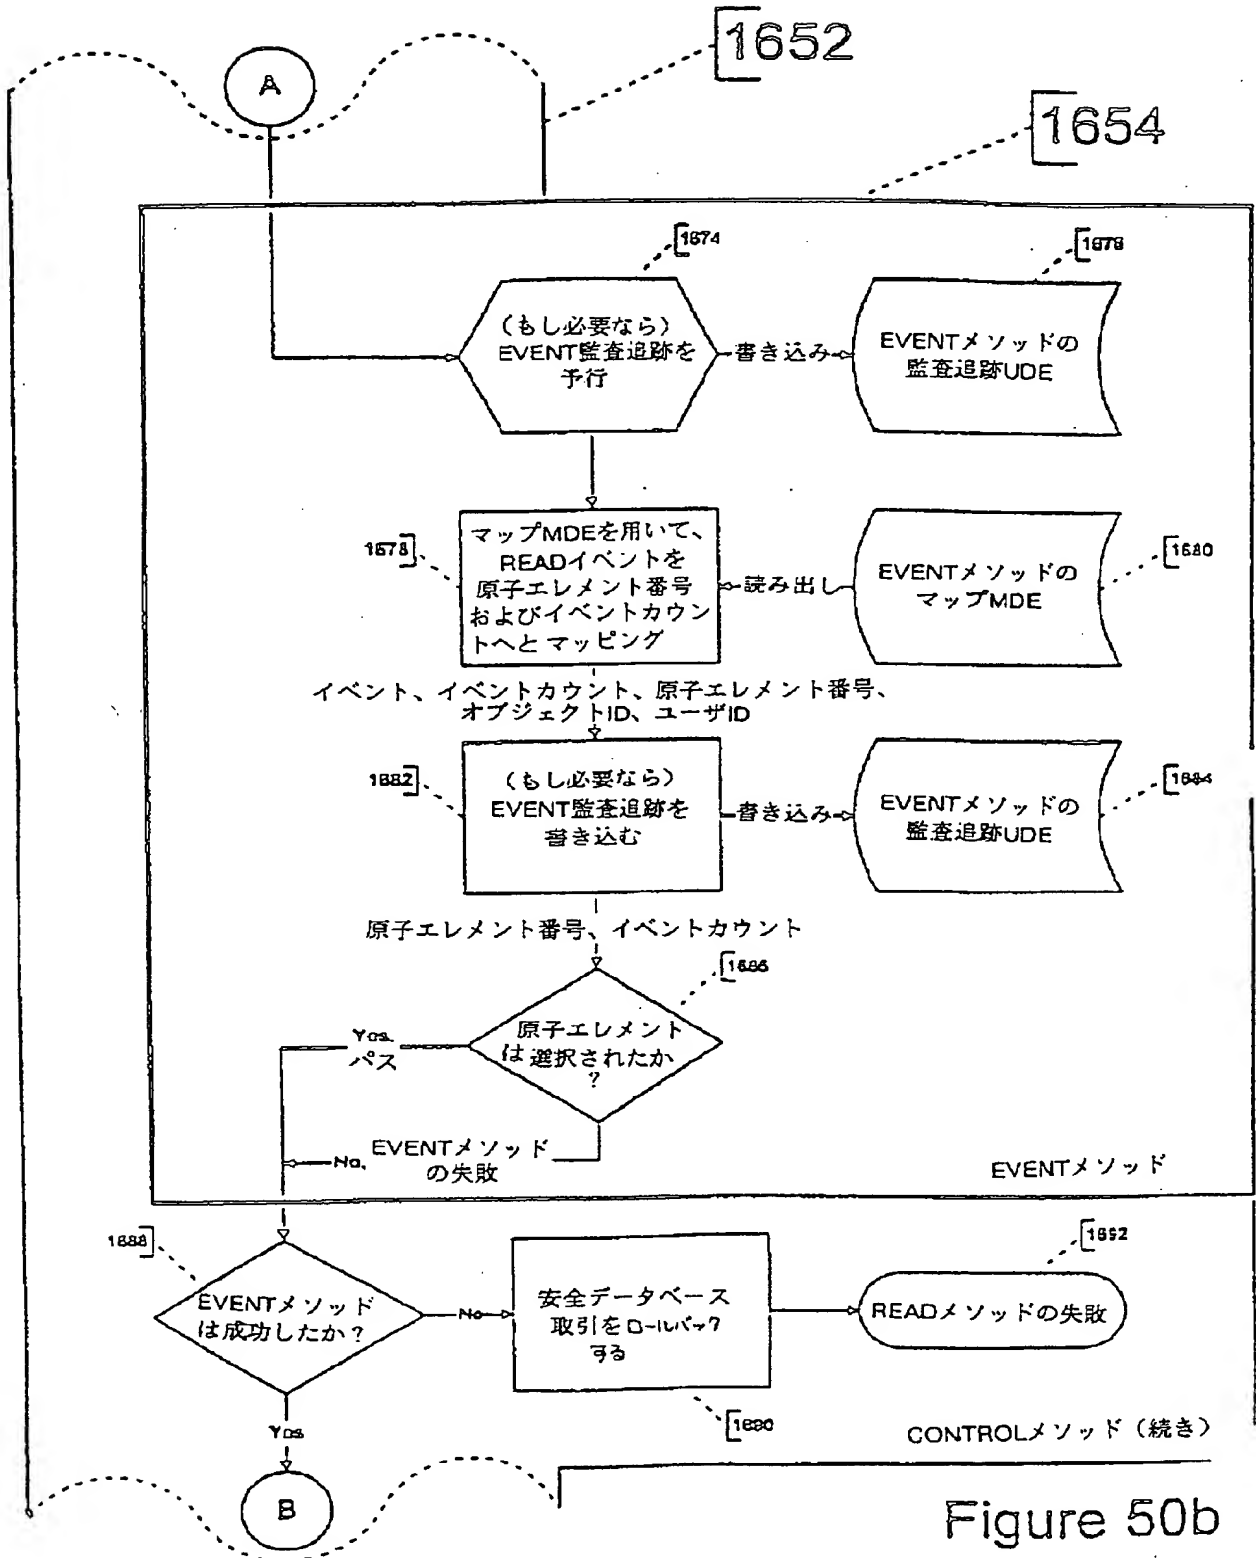 1652
A
1654
1674
1676
(もし必要なら)
EVENT監査追跡を
予行
書き込み
EVENTメソッドの
監査追跡UDE
1678
マップMDEを用いて、
READイベントを
原子エレメント番号
およびイベントカウン
トへと マッピング
読み出し
EVENTメソッドの
マップMDE
1680
イベント、イベントカウント、原子エレメント番号、
オブジェクトID、ユーザID
1682
(もし必要なら)
EVENT監査追跡を
書き込む
書き込み
EVENTメソッドの
監査追跡UDE
1684
原子エレメント番号、イベントカウント
1686
原子エレメント
は 選択されたか
?
Yes
パス
No,
EVENTメソッド
の失敗
EVENTメソッド
1688
EVENTメソッド
は成功したか?
No
安全データベース
取引をロールバック
する
1690
READメソッドの失敗
1692
Yes
CONTROLメソッド(続き)
B
Figure 50b